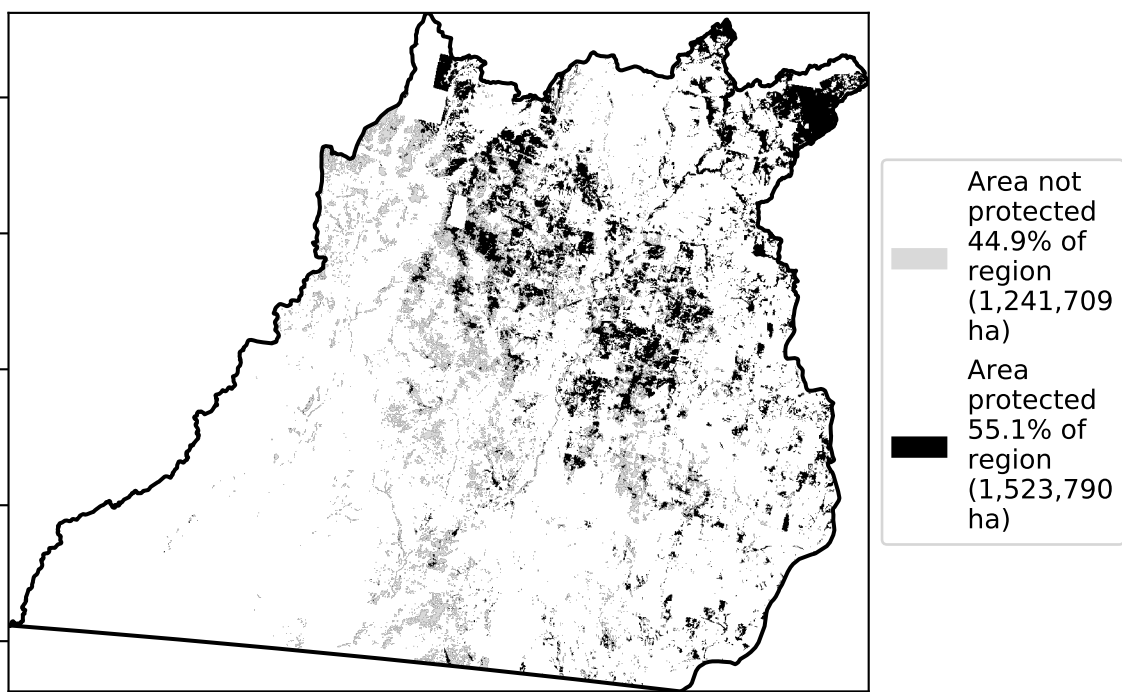 Area not
protected
44.9% of
region
(1,241,709
ha)
Area
protected
55.1% of
region
(1,523,790
ha)